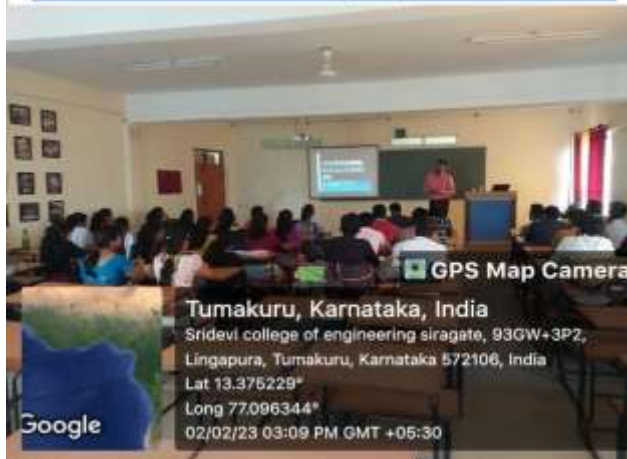 GPS Map Camera
Tumakuru, Karnataka, India
Sridevi college of engineering siragate, 93GW+3P2,
Lingapura, Tumakuru, Karnataka 572106, India
Lat 13.375229°
Long 77.096344°
02/02/23 03:09 PM GMT +05:30
Google